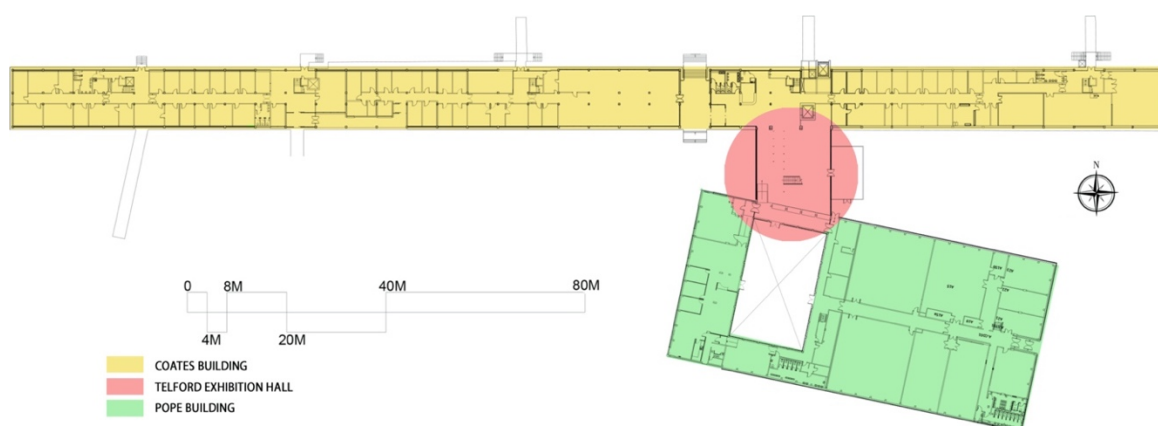 N
0
8M
40M
80M
4M
20M
COATES BUILDING
TELFORD EXHIBITION HALL
POPE BUILDING